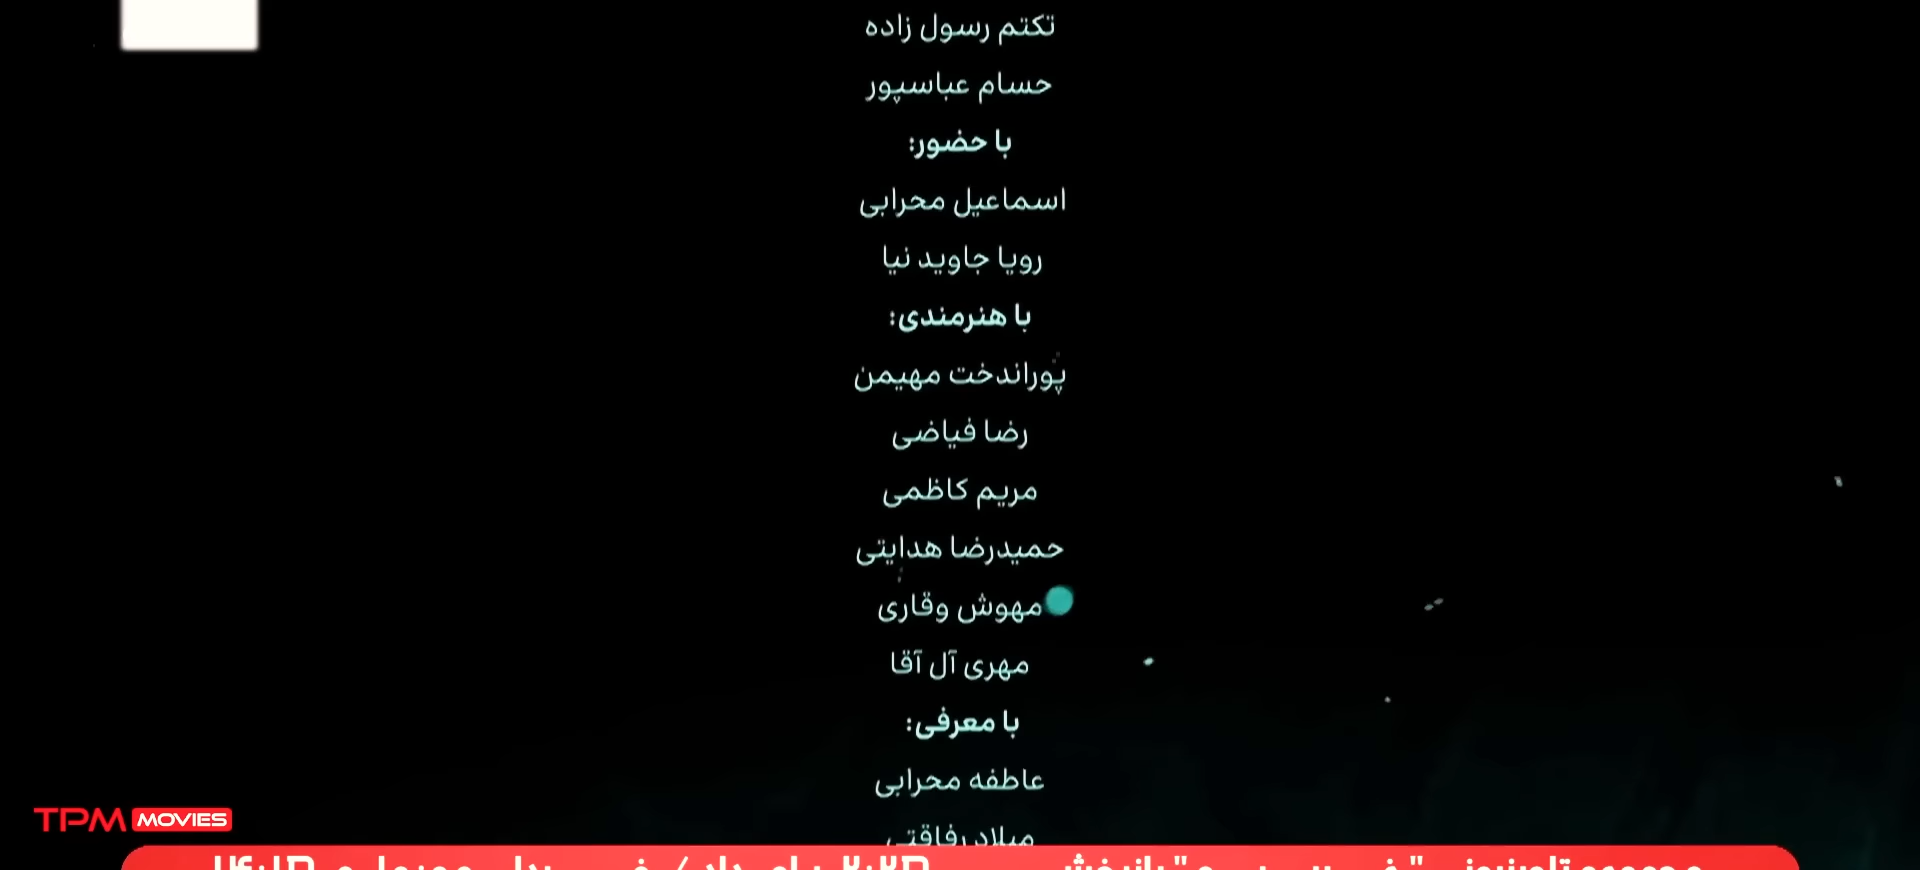 تکتم رسول زاده
حسام عباسپور
با حضور:
اسماعیل محرابی
رویا جاوید نیا
با هنرمندی:
پوراندخت مهیمن
رضا فیاضی
مریم کاظمی
حمیدرضا هدایتی
مهوش وقاری
مهری آل آقا
با معرفی:
عاطفه محرابی
میلاد رفاقتی
TPM MOVIES